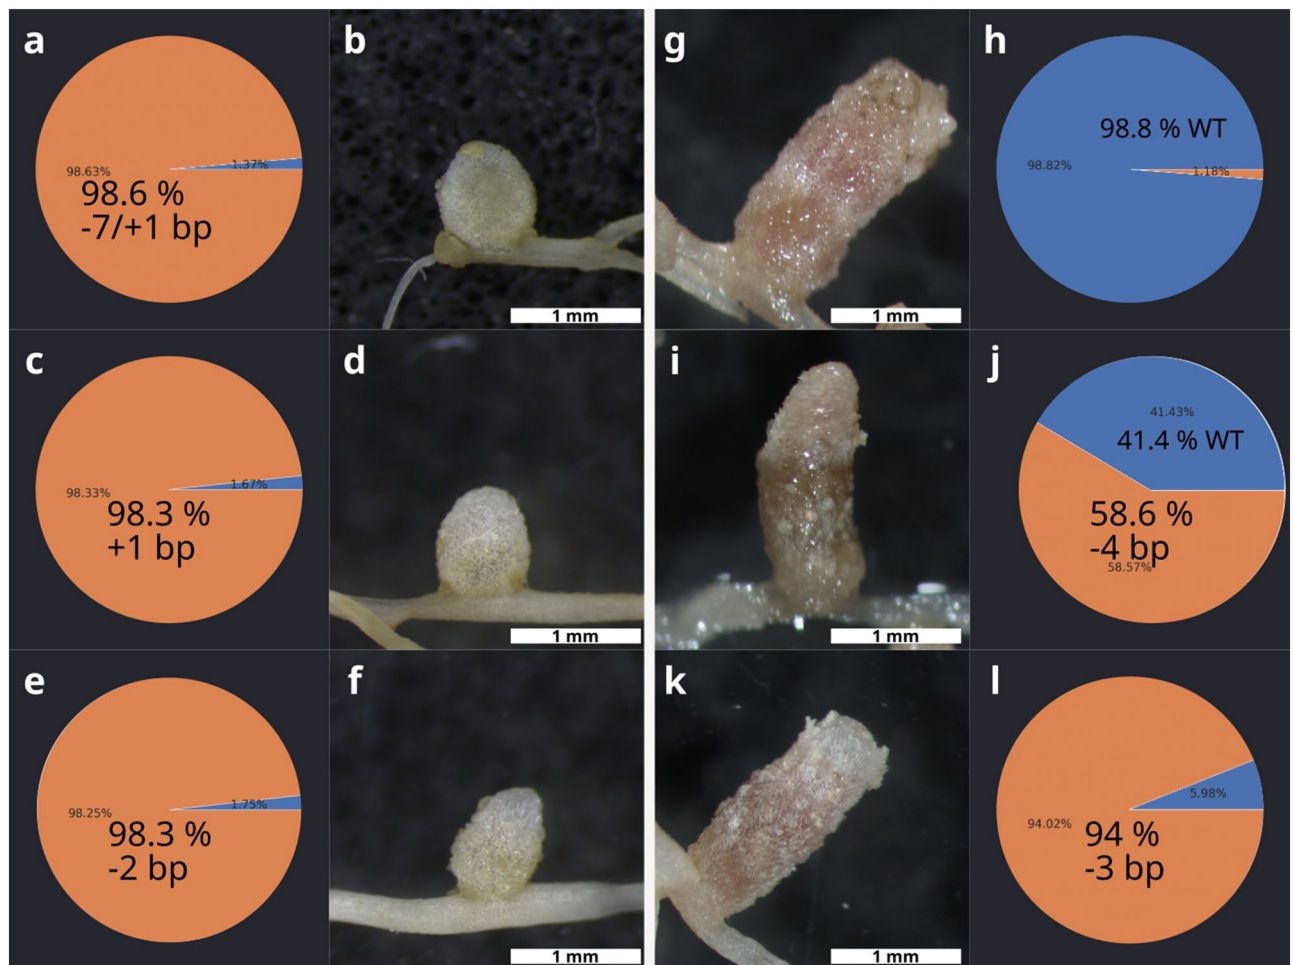 a
98.63%
1.37%
98.6 %
-7/+1 bp
b
1 mm
g
1 mm
h
98.8 % WT
98.82%
1.18%
c
98.33%
1.67%
98.3 %
+1 bp
d
1 mm
i
1 mm
j
41.43%
41.4 % WT
58.6 %
-4 bp
58.57%
e
98.25%
1.75%
98.3 %
-2 bp
f
1 mm
k
1 mm
l
5.98%
94.02%
94 %
-3 bp